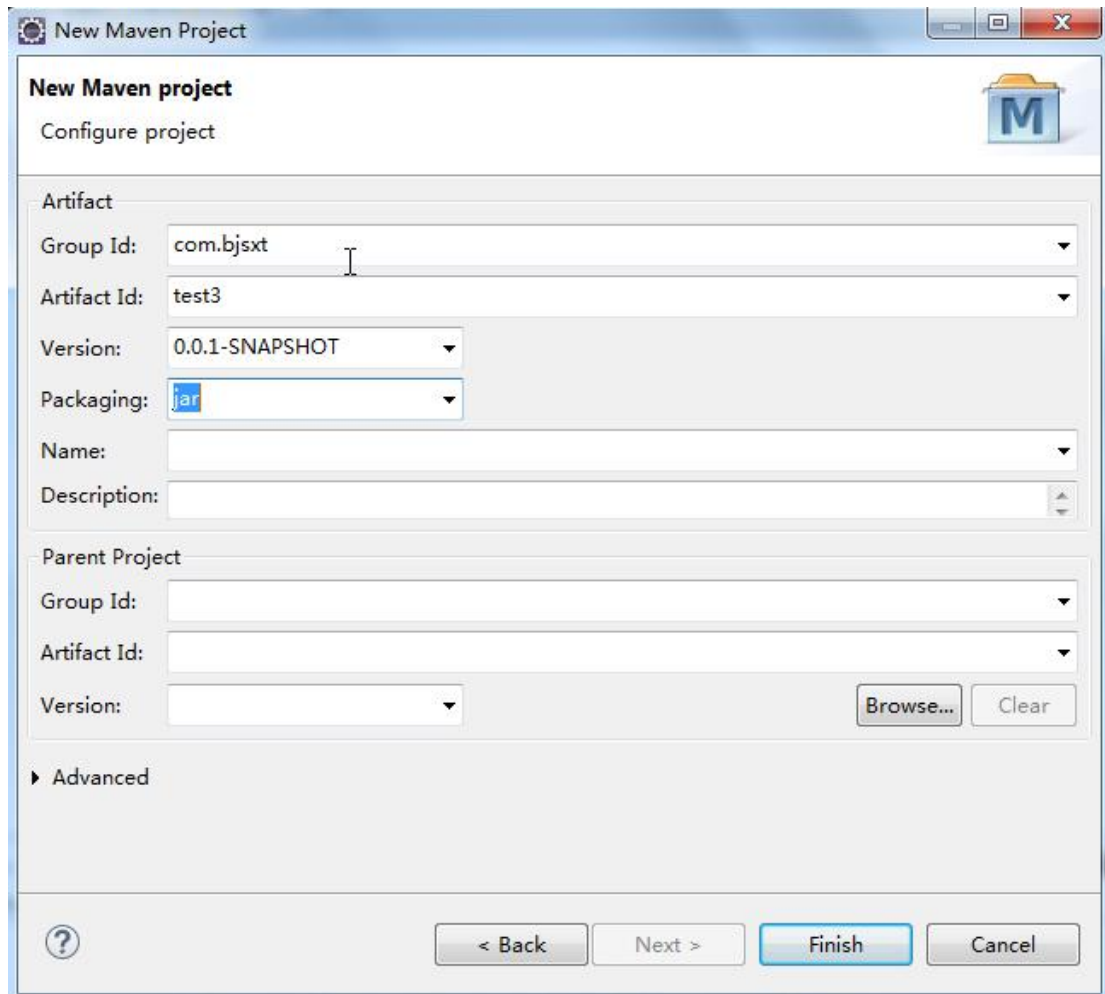 New Maven Project
New Maven project
Configure project
M
Artifact
Group Id: com.bjsxt
Artifact Id: test3
Version: 0.0.1-SNAPSHOT
Packaging: jar
Name:
Description:
Parent Project
Group Id:
Artifact Id:
Version: Browse... Clear
Advanced
? < Back Next > Finish Cancel